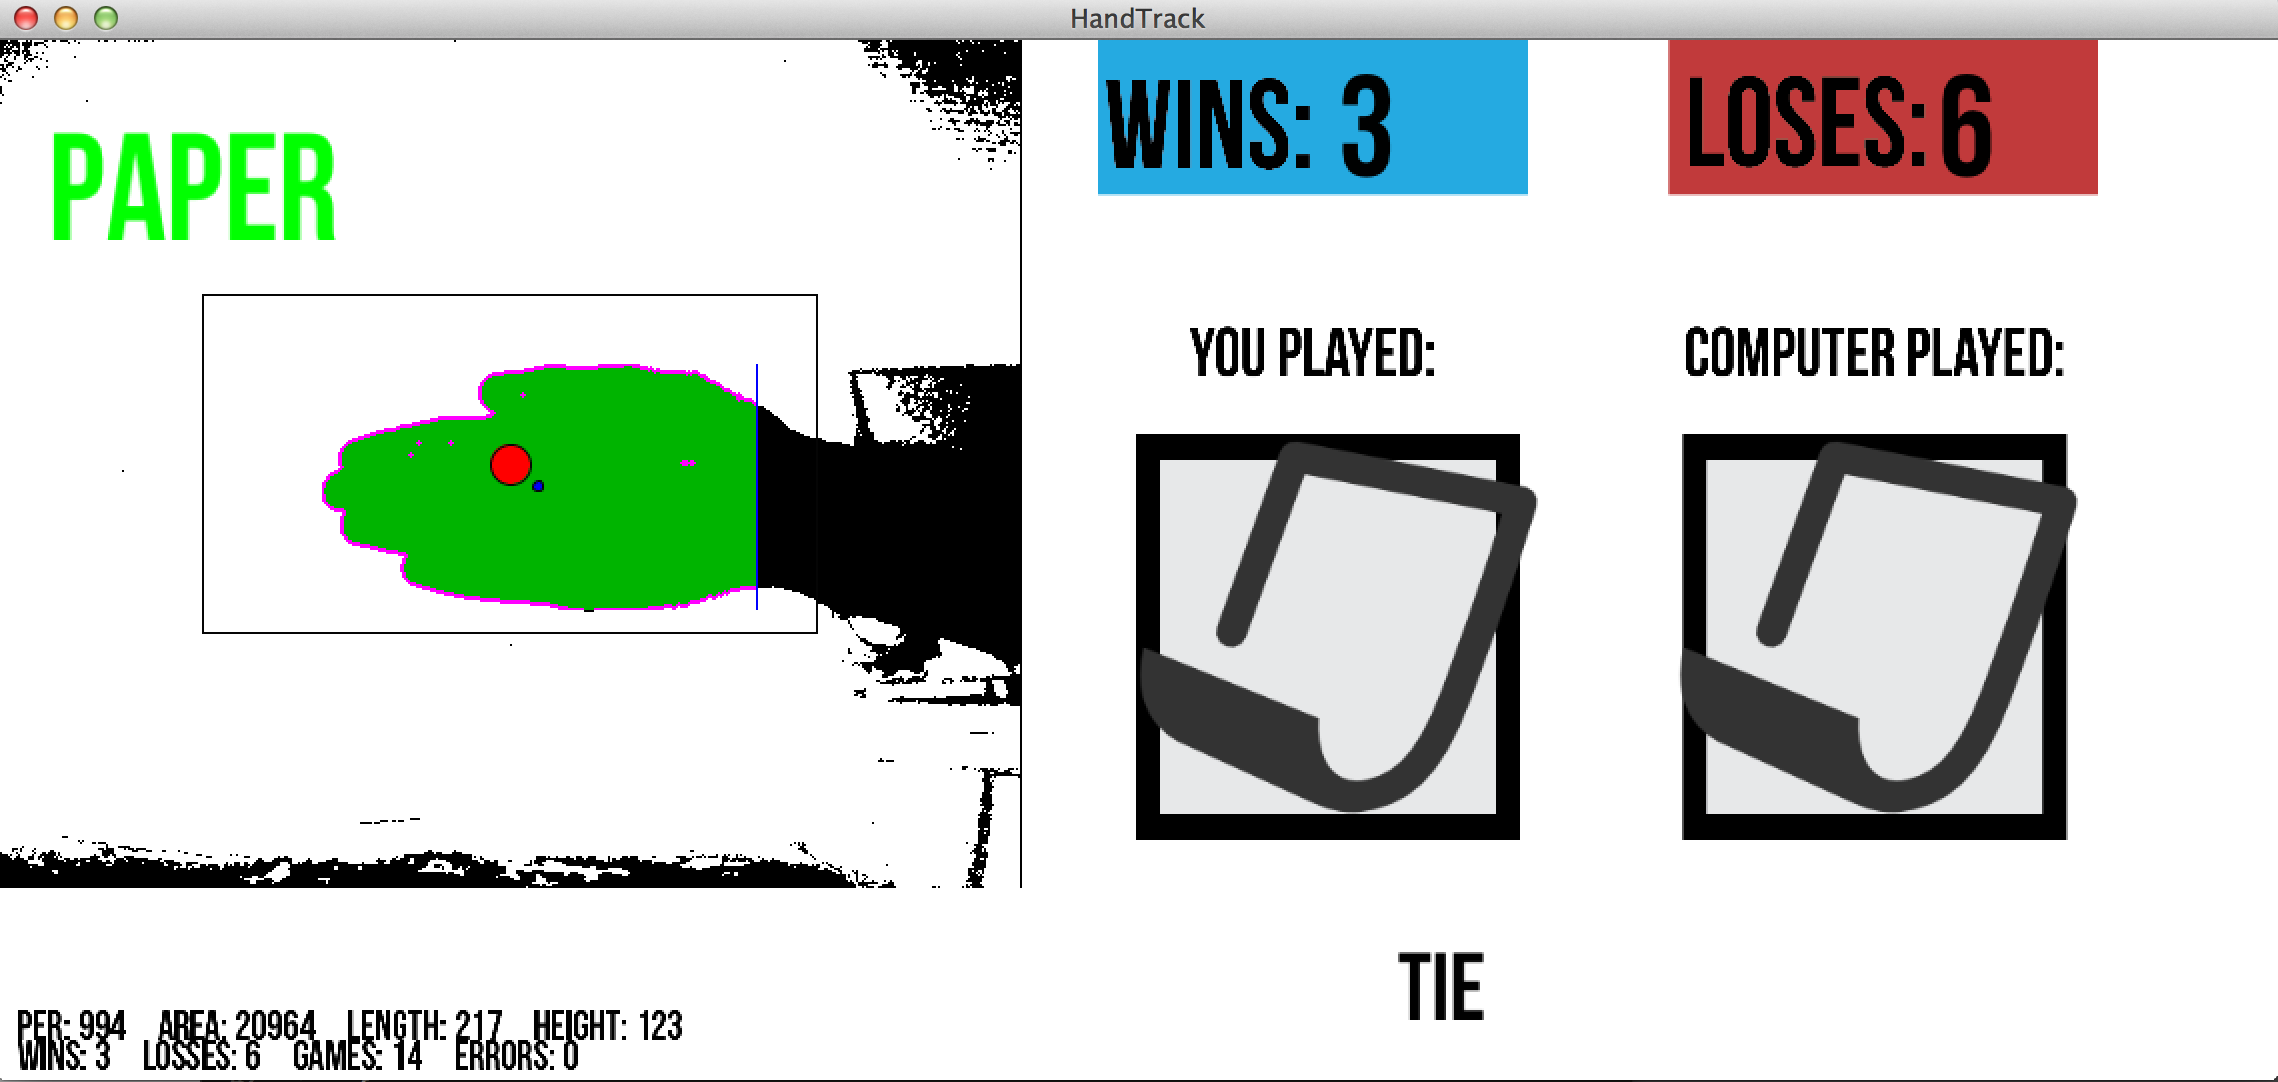 HandTrack
PAPER
WINS: 3
LOSES: 6
YOU PLAYED:
COMPUTER PLAYED:
TIE
PER: 994 AREA: 20964 LENGTH: 217 HEIGHT: 123
WINS: 3 LOSSES: 6 GAMES: 14 ERRORS: 0